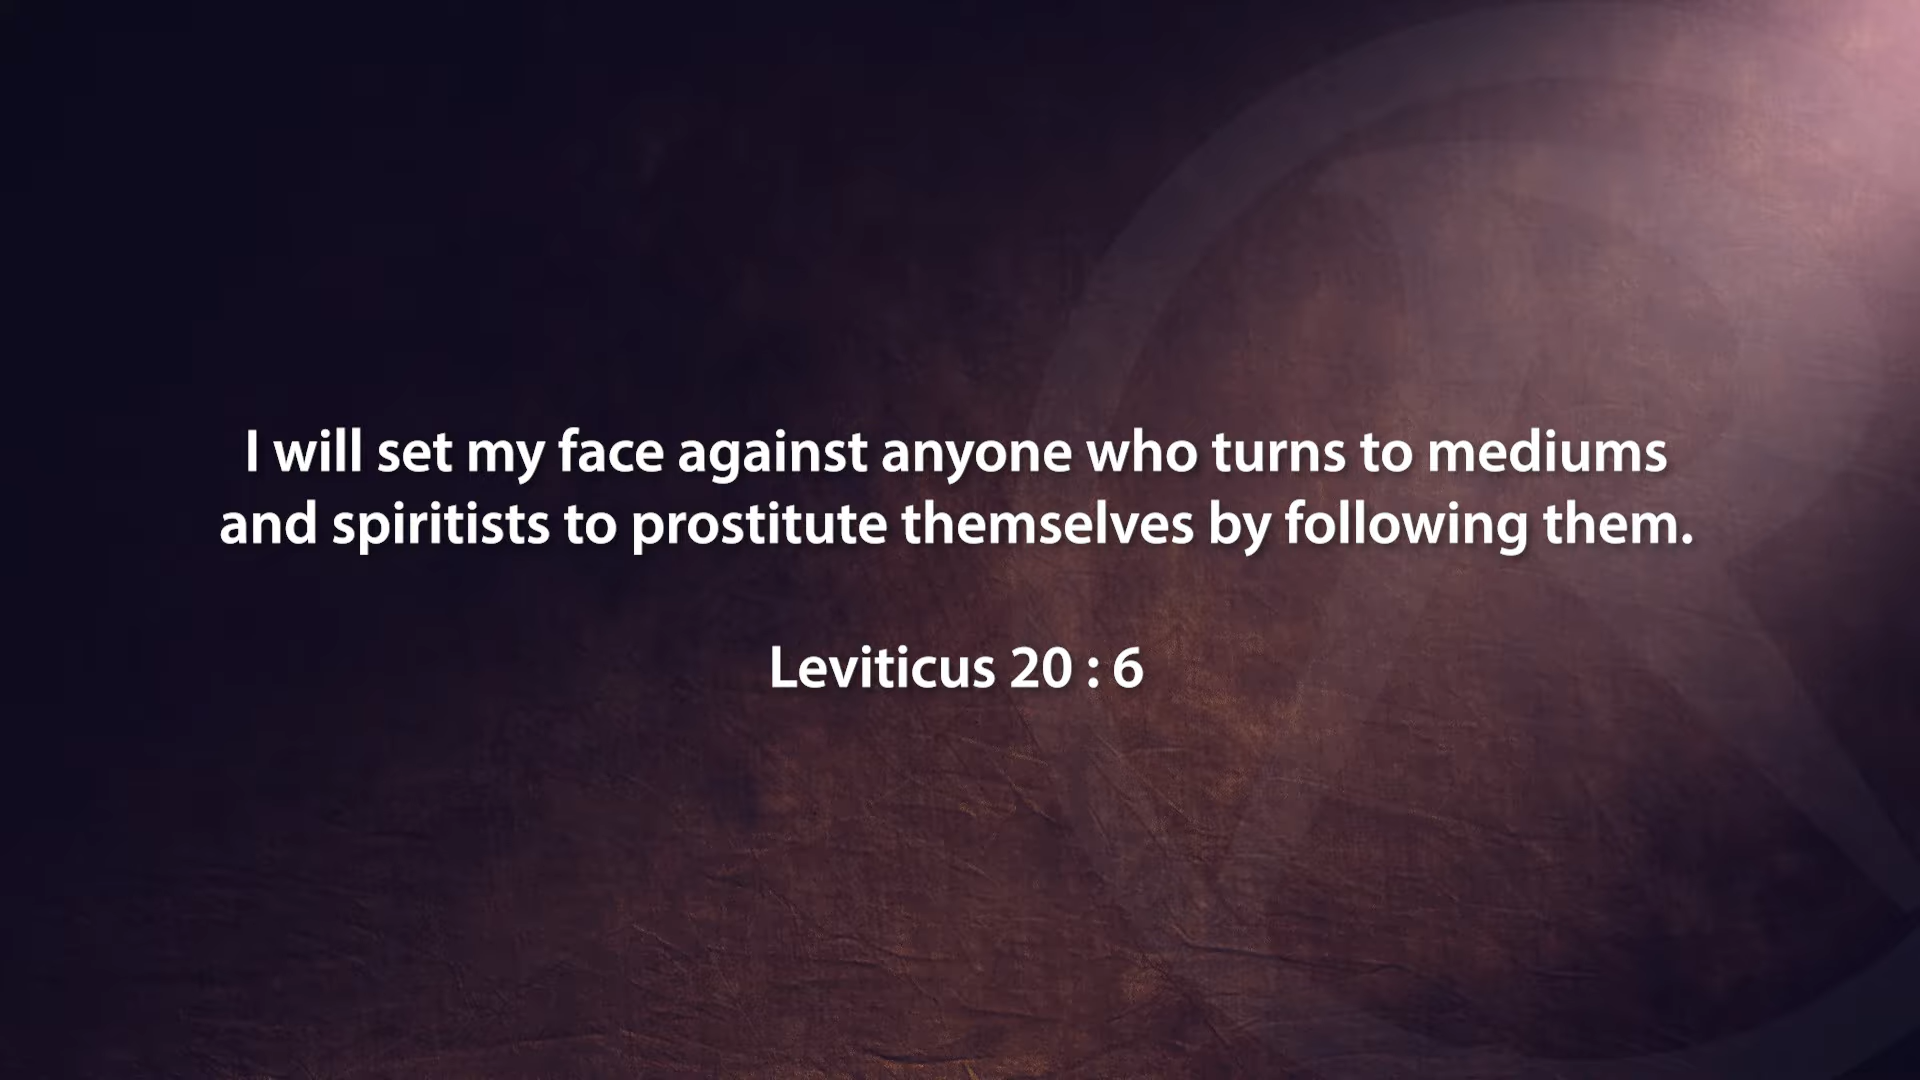 I will set my face against anyone who turns to mediums
and spiritists to prostitute themselves by following them.
Leviticus 20 : 6